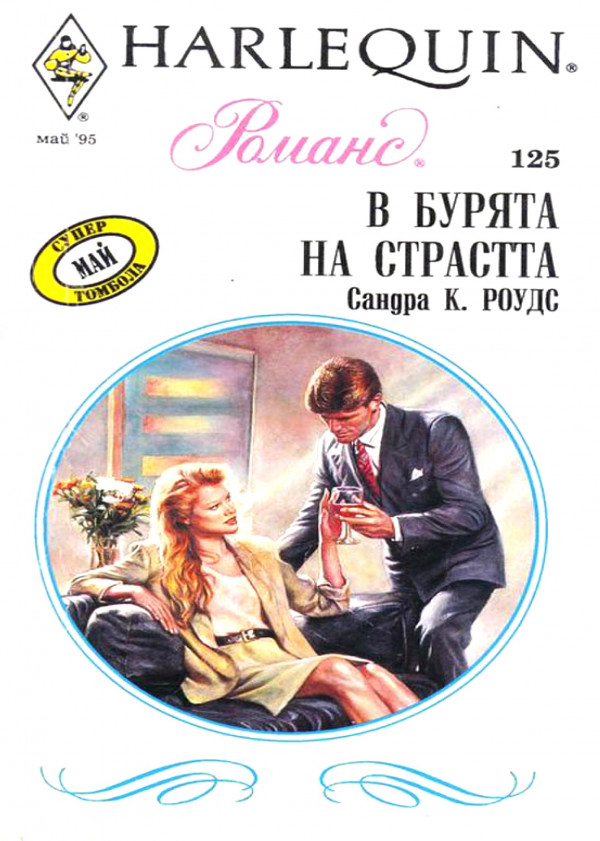 HARLEQUIN®
®
май '95
Романс®
125
В БУРЯТА
НА СТРАСТТА
Сандра К. РОУДС
СУПЕР
МАЙ
ТОМБОЛА